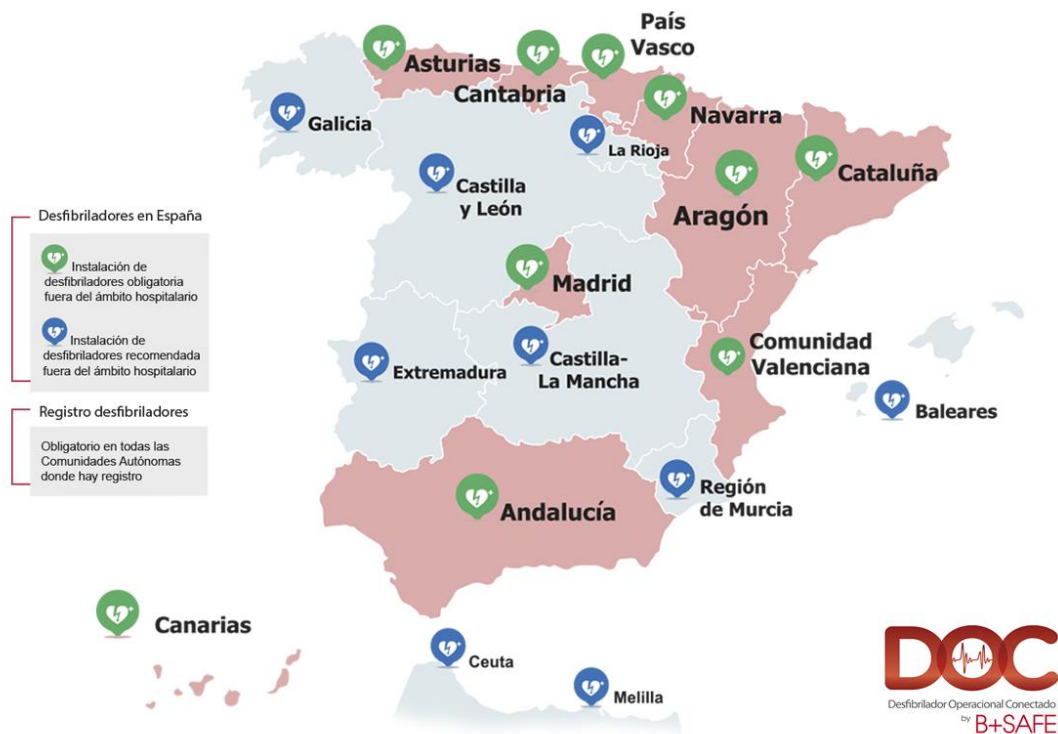 País
Vasco
Asturias
Cantabria
Navarra
Galicia
La Rioja
Cataluña
Castilla
y León
Aragón
Desfibriladores en España
Instalación de
desfibriladores obligatoria
fuera del ámbito hospitalario
Instalación de
desfibriladores recomendada
fuera del ámbito hospitalario
Madrid
Comunidad
Valenciana
Extremadura
Castilla-
La Mancha
Baleares
Registro desfibriladores
Obligatorio en todas las
Comunidades Autónomas
donde hay registro
Región
de Murcia
Andalucía
Canarias
Ceuta
Melilla
DOC
Desfibrilador Operacional Conectado
by B+SAFE